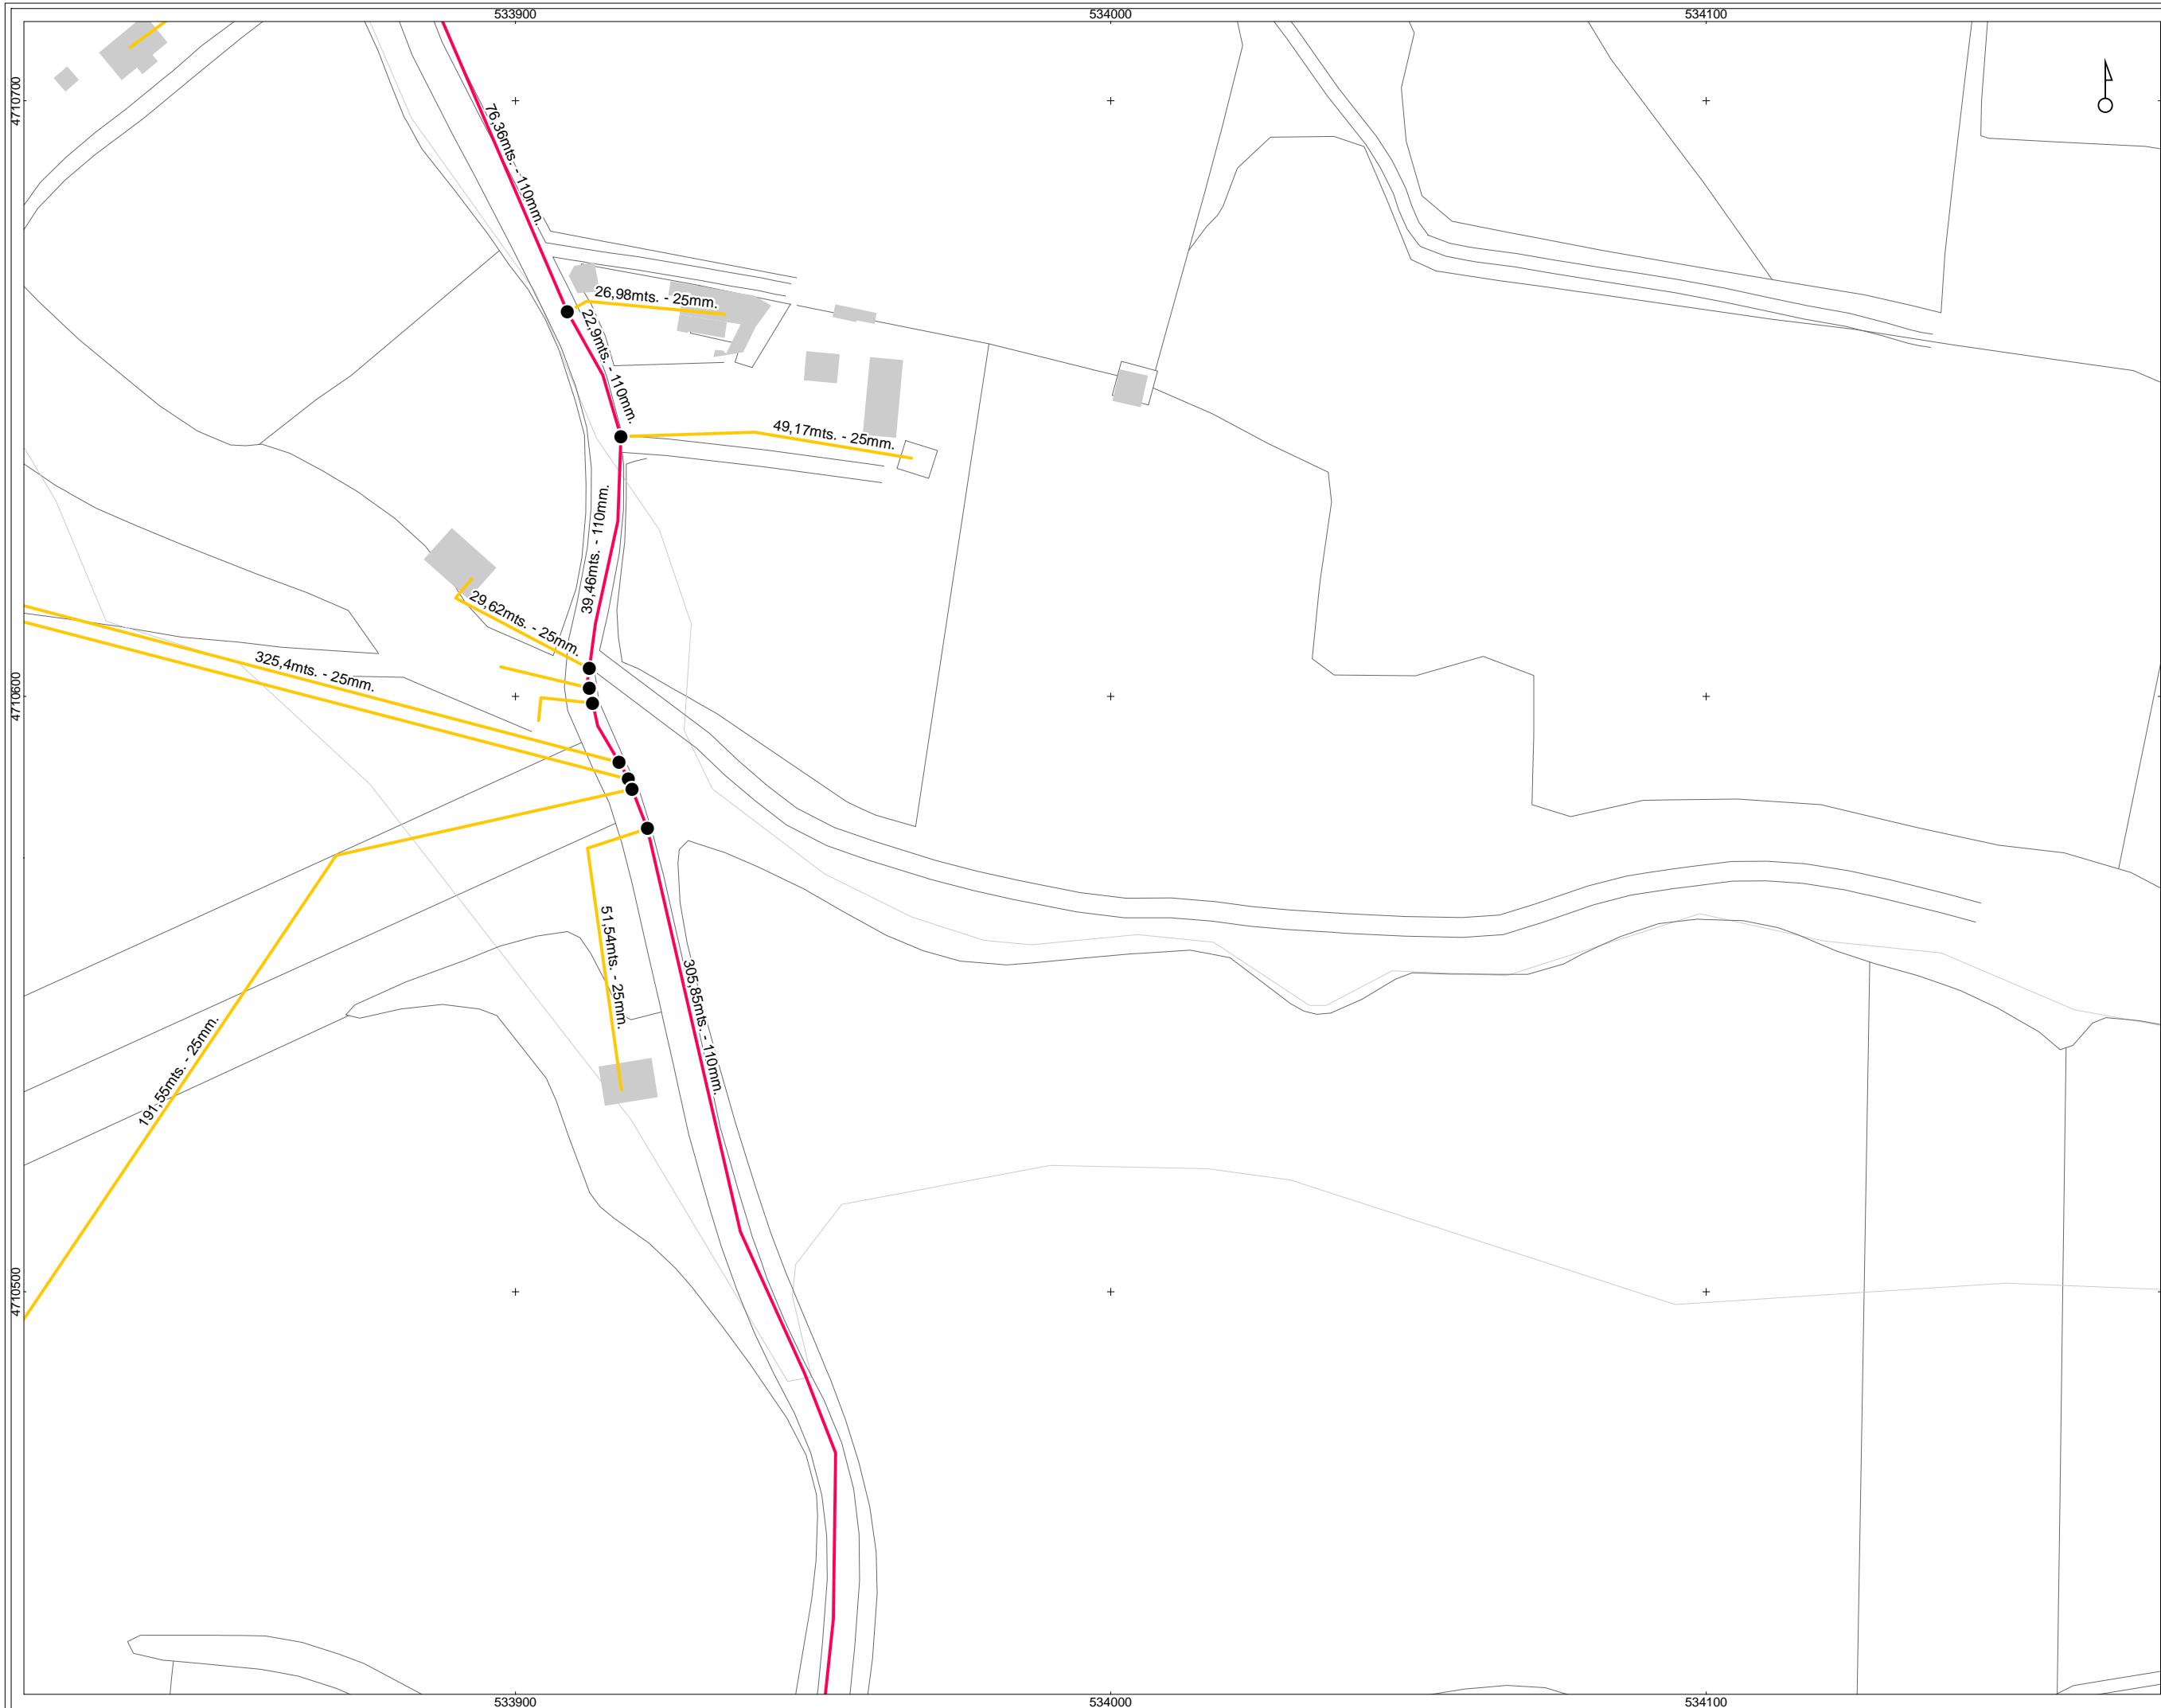 533900
534000
534100
4710700
76,36mts. - 110mm.
26,98mts. - 25mm.
22,9mts. - 110mm.
49,17mts. - 25mm.
39,46mts. - 110mm.
29,62mts. - 25mm.
325,4mts. - 25mm.
4710600
51,54mts. - 25mm.
305,85mts. - 110mm.
191,55mts. - 25mm.
4710500
533900
534000
534100